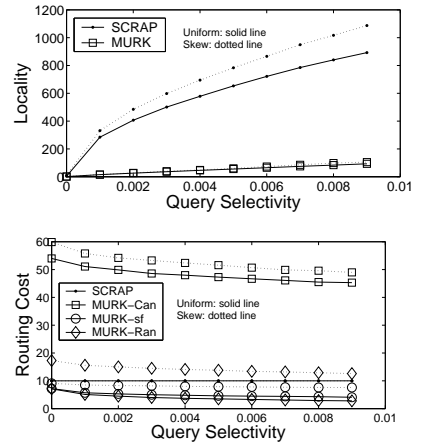 1200
1000
800
600
400
200
0
Locality
SCRAP
MURK
Uniform: solid line
Skew: dotted line
0 0.002 0.004 0.006 0.008 0.01
Query Selectivity
60
50
40
30
20
10
0
Routing Cost
SCRAP
MURK-Can
MURK-sf
MURK-Ran
Uniform: solid line
Skew: dotted line
0 0.002 0.004 0.006 0.008 0.01
Query Selectivity